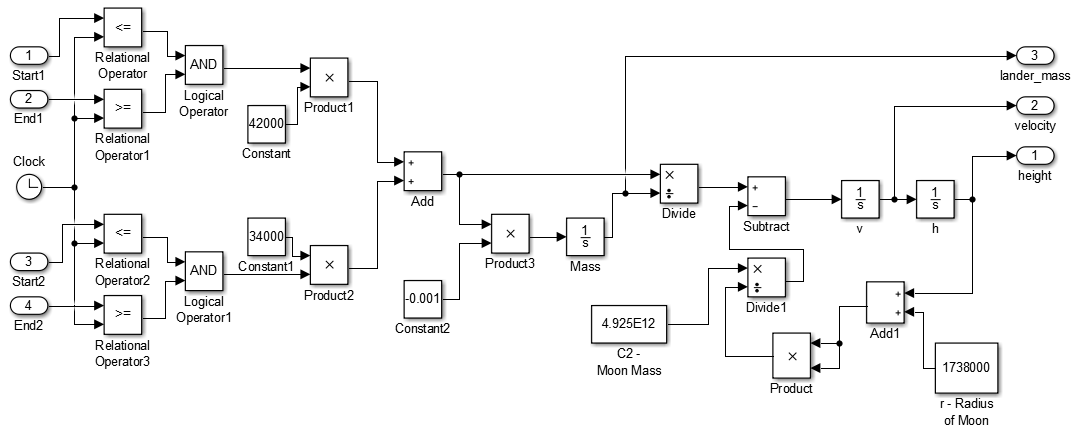 1
Start1
<=
Relational
Operator
AND
Logical
Operator
2
End1
>=
Relational
Operator1
×
Product1
42000
Constant
Clock
3
Start2
<=
Relational
Operator2
AND
Logical
Operator1
4
End2
>=
Relational
Operator3
34000
Constant1
×
Product2
+
+
Add
-0.001
Constant2
×
Product3
1
s
Mass
×
÷
Divide
+
−
Subtract
1
s
v
1
s
h
3
lander_mass
2
velocity
1
height
4.925E12
C2 -
Moon Mass
×
÷
Divide1
×
Product
+
+
Add1
1738000
r - Radius
of Moon